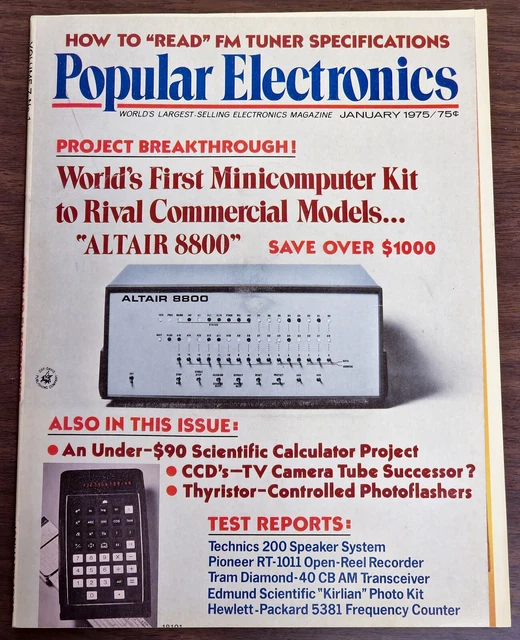 HOW TO "READ" FM TUNER SPECIFICATIONS
Popular Electronics
WORLD'S LARGEST-SELLING ELECTRONICS MAGAZINE JANUARY 1975/75¢
PROJECT BREAKTHROUGH!
World's First Minicomputer Kit
to Rival Commercial Models...
"ALTAIR 8800" SAVE OVER $1000
ALTAIR 8800
ALSO IN THIS ISSUE:
● An Under-$90 Scientific Calculator Project
● CCD's—TV Camera Tube Successor?
● Thyristor-Controlled Photoflashers
TEST REPORTS:
Technics 200 Speaker System
Pioneer RT-1011 Open-Reel Recorder
Tram Diamond-40 CB AM Transceiver
Edmund Scientific "Kirlian" Photo Kit
Hewlett-Packard 5381 Frequency Counter